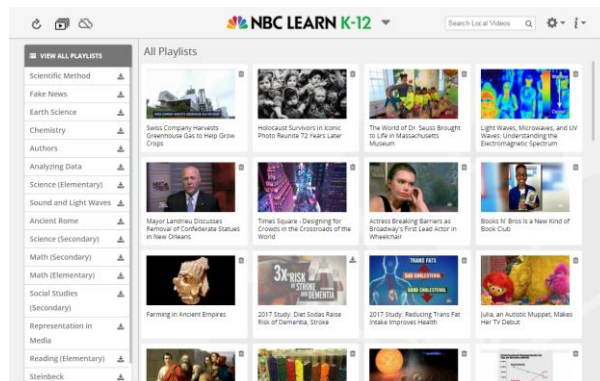 NBC LEARN K-12
Search Local Videos
VIEW ALL PLAYLISTS
Scientific Method
Fake News
Earth Science
Chemistry
Authors
Analyzing Data
Science (Elementary)
Sound and Light Waves
Ancient Rome
Science (Secondary)
Math (Secondary)
Math (Elementary)
Social Studies
(Secondary)
Representation in
Media
Reading (Elementary)
Steinbeck
All Playlists
Swiss Company Harvests
Greenhouse Gas to Help Grow
Crops
Holocaust Survivors in Iconic
Photo Reunite 72 Years Later
The World of Dr. Seuss Brought
to Life in Massachusetts
Museum
Light Waves, Microwaves, and UV
Waves: Understanding the
Electromagnetic Spectrum
Mayor Landrieu Discusses
Removal of Confederate Statues
in New Orleans
Times Square - Designing for
Crowds in the Crossroads of the
World
Actress Breaking Barriers as
Broadway's First Lead Actor in
Wheelchair
Books N' Bros Is a New Kind of
Book Club
Farming in Ancient Empires
3X RISK
OF STROKE
AND DEMENTIA
2017 Study: Diet Sodas Raise
Risk of Dementia, Stroke
TRANS FATS
BAD CHOLESTEROL
GOOD CHOLESTEROL
2017 Study: Reducing Trans Fat
Intake Improves Health
Julia, an Autistic Muppet, Makes
Her TV Debut